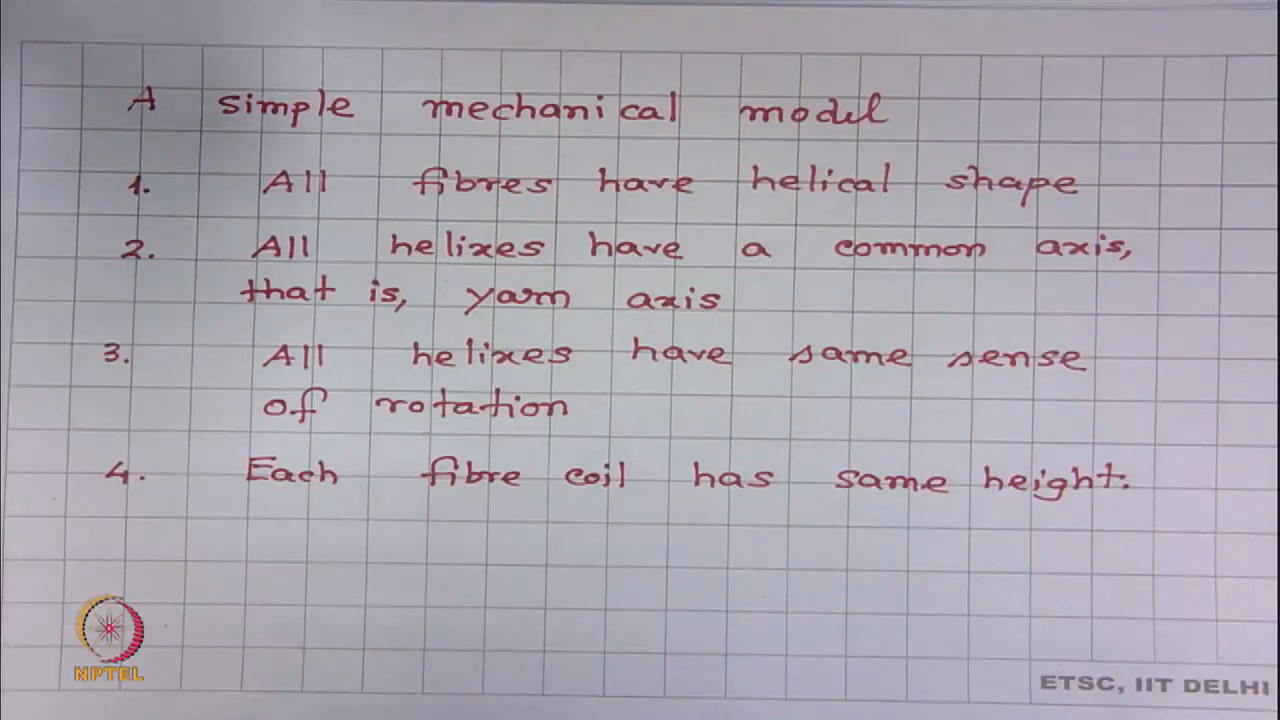 A simple mechanical model
1. All fibres have helical shape
2. All helixes have a common axis,
that is, yarn axis
3. All helixes have same sense
of rotation
4. Each fibre coil has same height.
NPTEL
ETSC, IIT DELHI